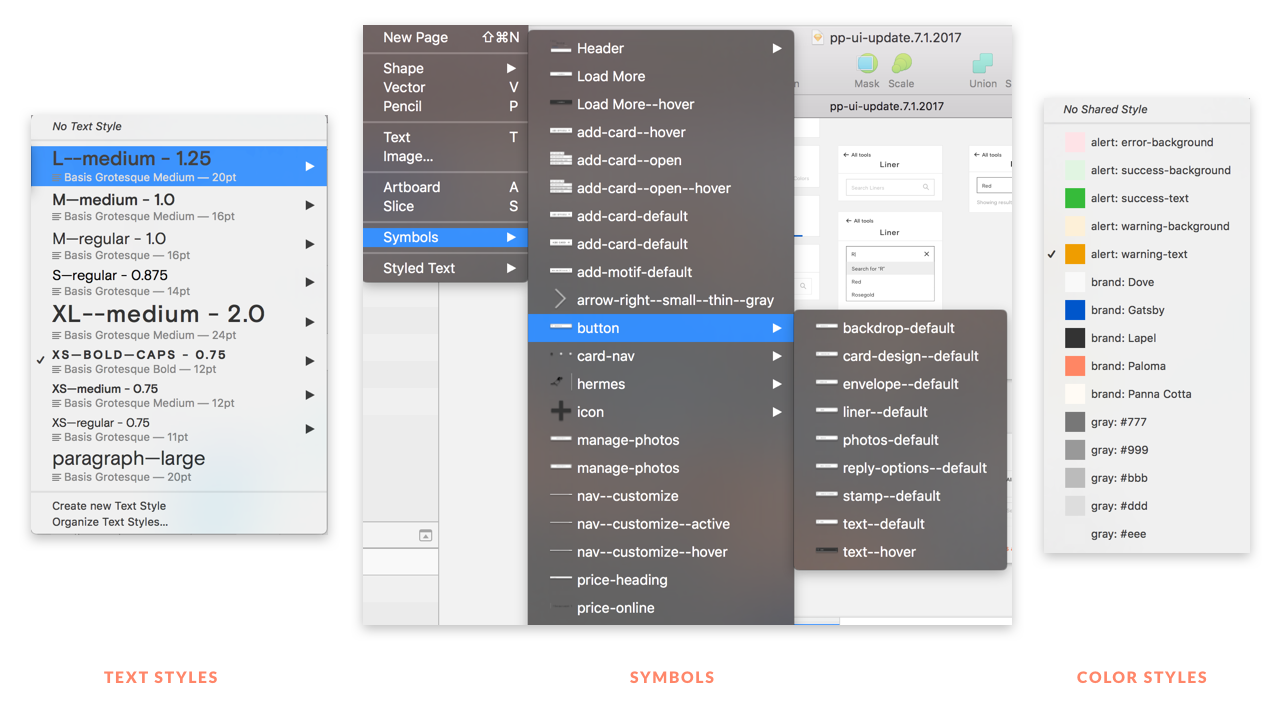 No Text Style
L--medium - 1.25
Basis Grotesque Medium — 20pt
M—medium - 1.0
Basis Grotesque Medium — 16pt
M—regular - 1.0
Basis Grotesque — 16pt
S—regular - 0.875
Basis Grotesque — 14pt
XL--medium - 2.0
Basis Grotesque Medium — 24pt
✓ XS—BOLD—CAPS - 0.75
Basis Grotesque Bold — 12pt
XS—medium - 0.75
Basis Grotesque Medium — 12pt
XS—regular - 0.75
Basis Grotesque — 11pt
paragraph—large
Basis Grotesque — 20pt
Create new Text Style
Organize Text Styles...
TEXT STYLES
New Page ⇧⌘N
Shape
Vector V
Pencil P
Text T
Image...
Artboard A
Slice S
Symbols
Styled Text
Header
Load More
Load More--hover
add-card--hover
add-card--open
add-card--open--hover
add-card-default
add-card-default
add-motif-default
arrow-right--small--thin--gray
button
card-nav
hermes
icon
manage-photos
manage-photos
nav--customize
nav--customize--active
nav--customize--hover
price-heading
price-online
backdrop-default
card-design--default
envelope--default
liner--default
photos-default
reply-options--default
stamp--default
text--default
text--hover
pp-ui-update.7.1.2017
Mask Scale Union
pp-ui-update.7.1.2017
← All tools
Liner
Search Liners
← All tools
Liner
R
Search for "R"
Red
Rosegold
← All tools
Red
SYMBOLS
No Shared Style
alert: error-background
alert: success-background
alert: success-text
alert: warning-background
✓ alert: warning-text
brand: Dove
brand: Gatsby
brand: Lapel
brand: Paloma
brand: Panna Cotta
gray: #777
gray: #999
gray: #bbb
gray: #ddd
gray: #eee
COLOR STYLES